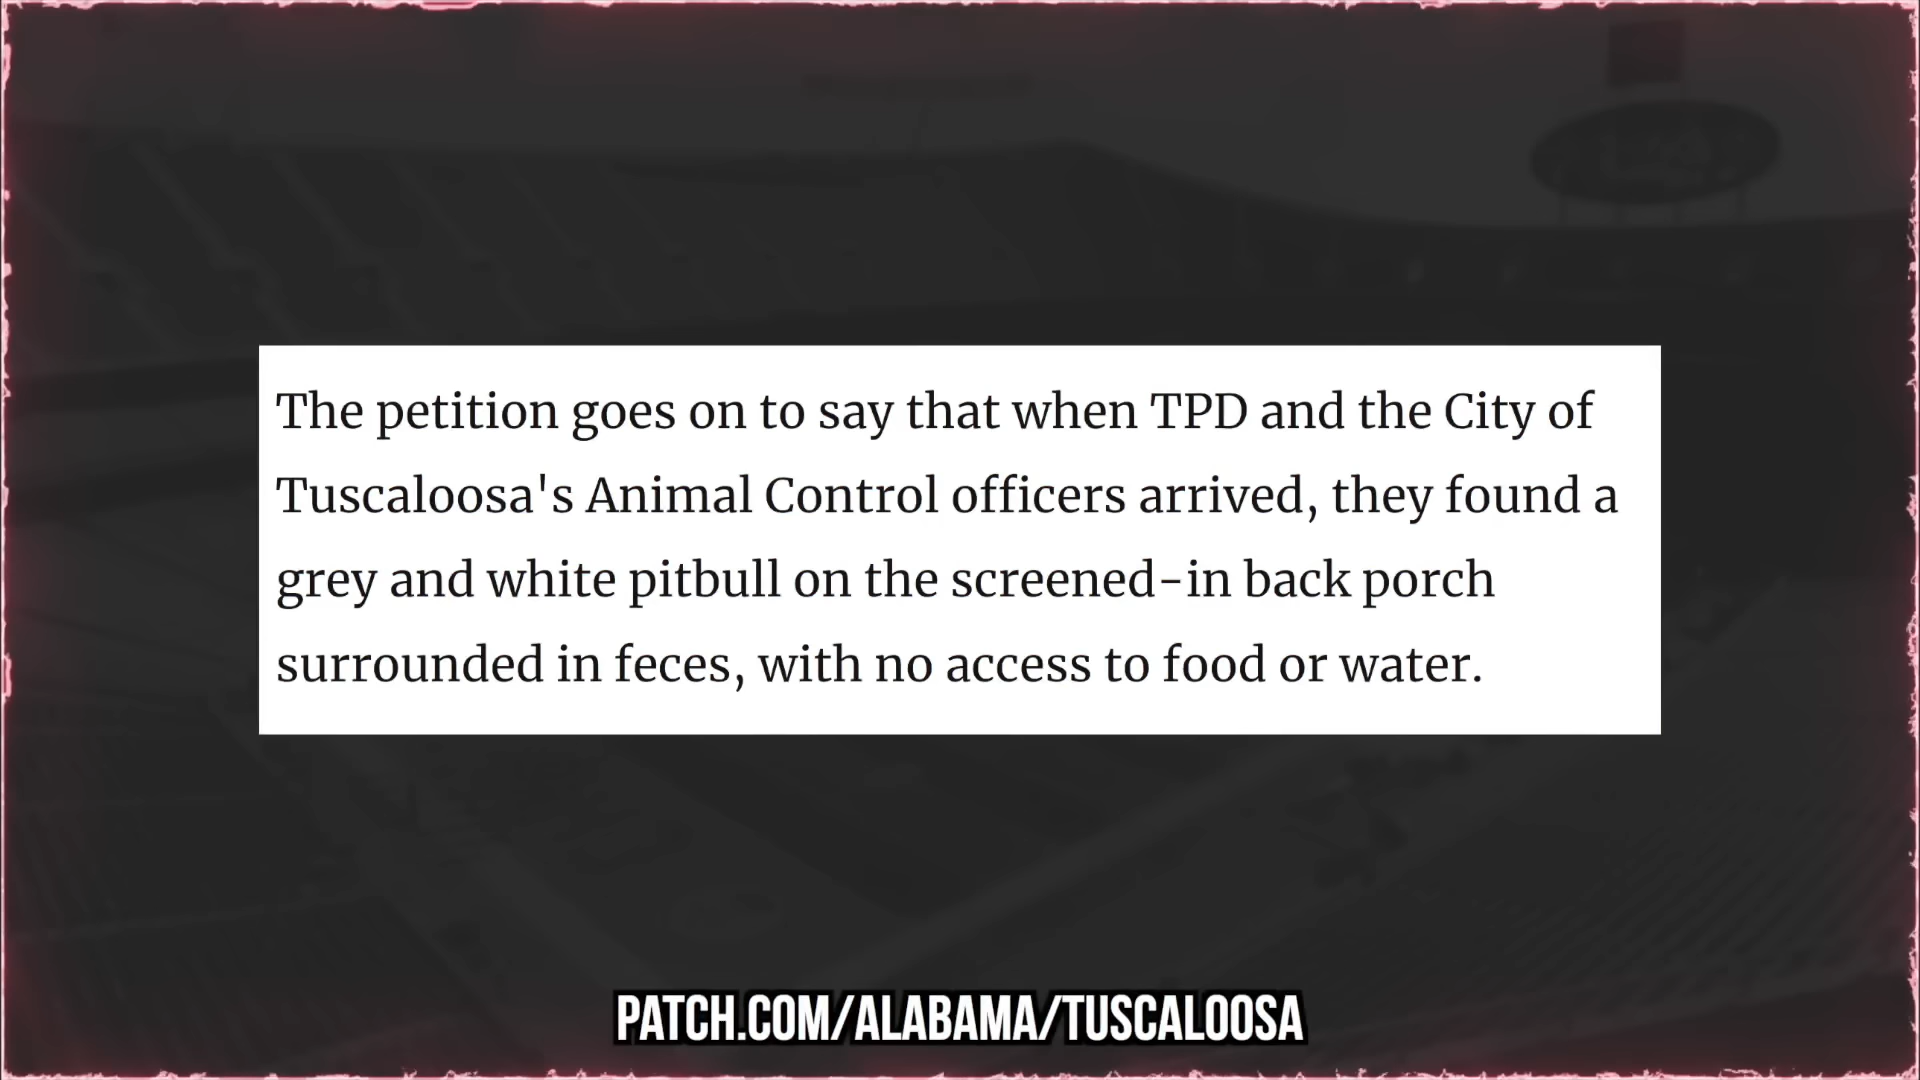 The petition goes on to say that when TPD and the City of
Tuscaloosa's Animal Control officers arrived, they found a
grey and white pitbull on the screened-in back porch
surrounded in feces, with no access to food or water.
PATCH.COM/ALABAMA/TUSCALOOSA